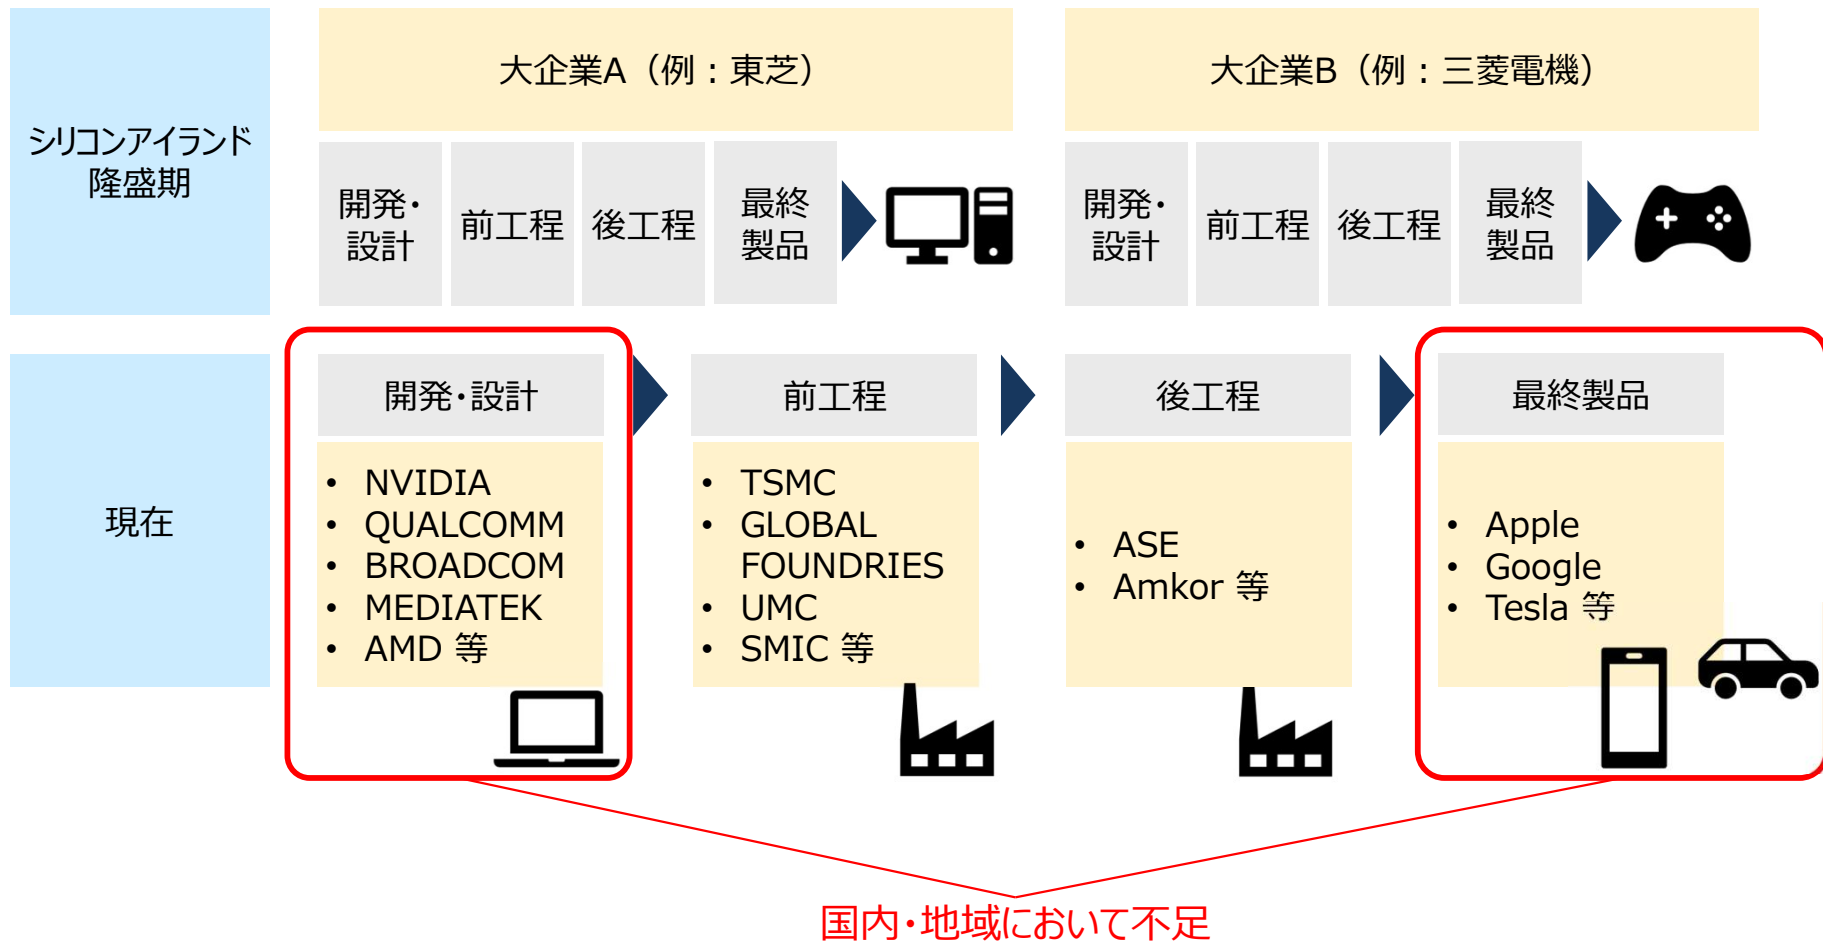 シリコンアイランド
隆盛期
大企業A（例：東芝）
開発・
設計
前工程
後工程
最終
製品
大企業B（例：三菱電機）
開発・
設計
前工程
後工程
最終
製品
現在
開発・設計
• NVIDIA
• QUALCOMM
• BROADCOM
• MEDIATEK
• AMD 等
前工程
• TSMC
• GLOBAL
FOUNDRIES
• UMC
• SMIC 等
後工程
• ASE
• Amkor 等
最終製品
• Apple
• Google
• Tesla 等
国内・地域において不足